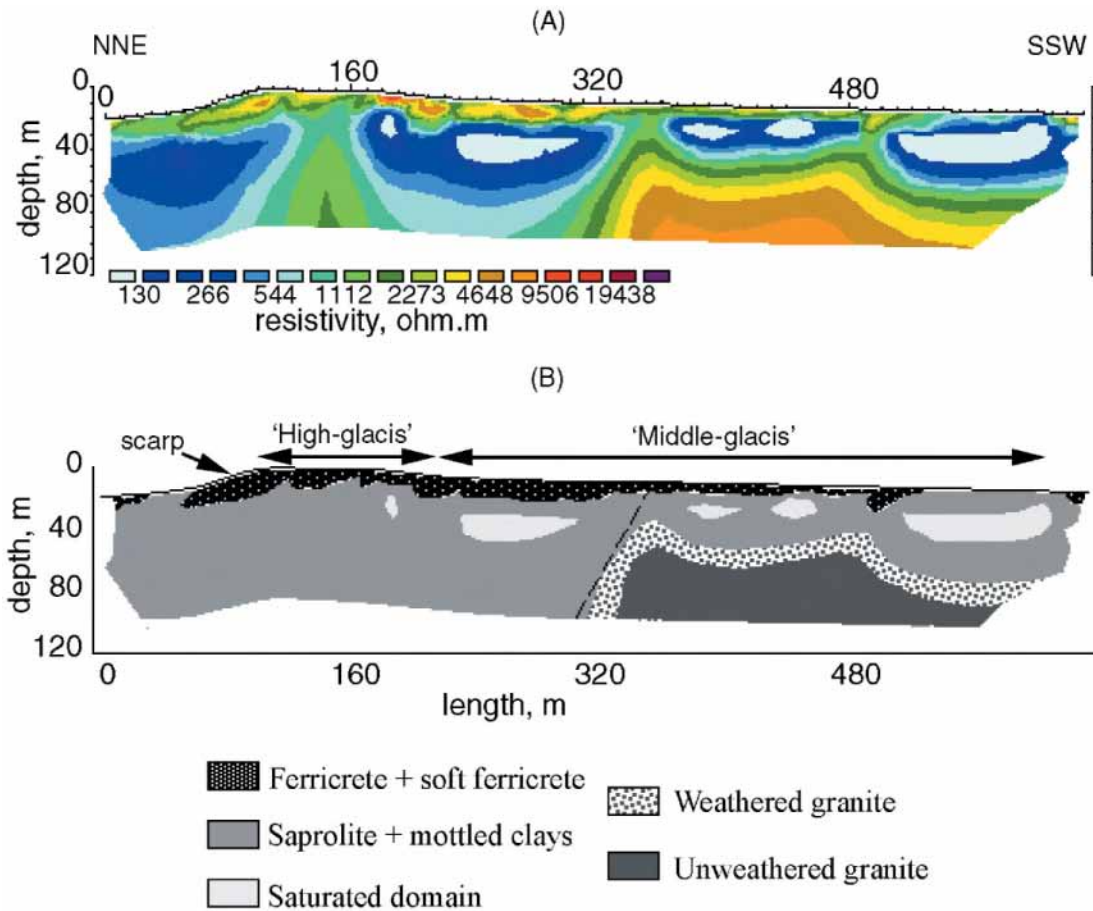 (A)
NNE SSW
160 320 480
0 0
40
80
120
depth, m
130 266 544 1112 2273 4648 9506 19438
resistivity, ohm.m
(B)
scarp 'High-glacis' 'Middle-glacis'
0
40
80
120
depth, m
0 160 320 480
length, m
Ferricrete + soft ferricrete
Saprolite + mottled clays
Saturated domain
Weathered granite
Unweathered granite